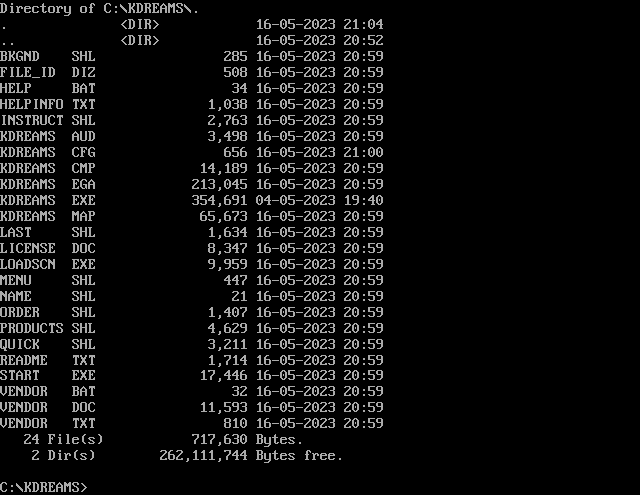 Directory of C:\KDREAMS\.
.              <DIR>            16-05-2023 21:04
..             <DIR>            16-05-2023 20:52
BKGND    SHL                285 16-05-2023 20:59
FILE_ID  DIZ                508 16-05-2023 20:59
HELP     BAT                 34 16-05-2023 20:59
HELPINFO TXT              1,038 16-05-2023 20:59
INSTRUCT SHL              2,763 16-05-2023 20:59
KDREAMS  AUD              3,498 16-05-2023 20:59
KDREAMS  CFG                656 16-05-2023 21:00
KDREAMS  CMP             14,189 16-05-2023 20:59
KDREAMS  EGA            213,045 16-05-2023 20:59
KDREAMS  EXE            354,691 04-05-2023 19:40
KDREAMS  MAP             65,673 16-05-2023 20:59
LAST     SHL              1,634 16-05-2023 20:59
LICENSE  DOC              8,347 16-05-2023 20:59
LOADSCN  EXE              9,959 16-05-2023 20:59
MENU     SHL                447 16-05-2023 20:59
NAME     SHL                 21 16-05-2023 20:59
ORDER    SHL              1,407 16-05-2023 20:59
PRODUCTS SHL              4,629 16-05-2023 20:59
QUICK    SHL              3,211 16-05-2023 20:59
README   TXT              1,714 16-05-2023 20:59
START    EXE             17,446 16-05-2023 20:59
VENDOR   BAT                 32 16-05-2023 20:59
VENDOR   DOC             11,593 16-05-2023 20:59
VENDOR   TXT                810 16-05-2023 20:59
   24 File(s)           717,630 Bytes.
    2 Dir(s)        262,111,744 Bytes free.

C:\KDREAMS>